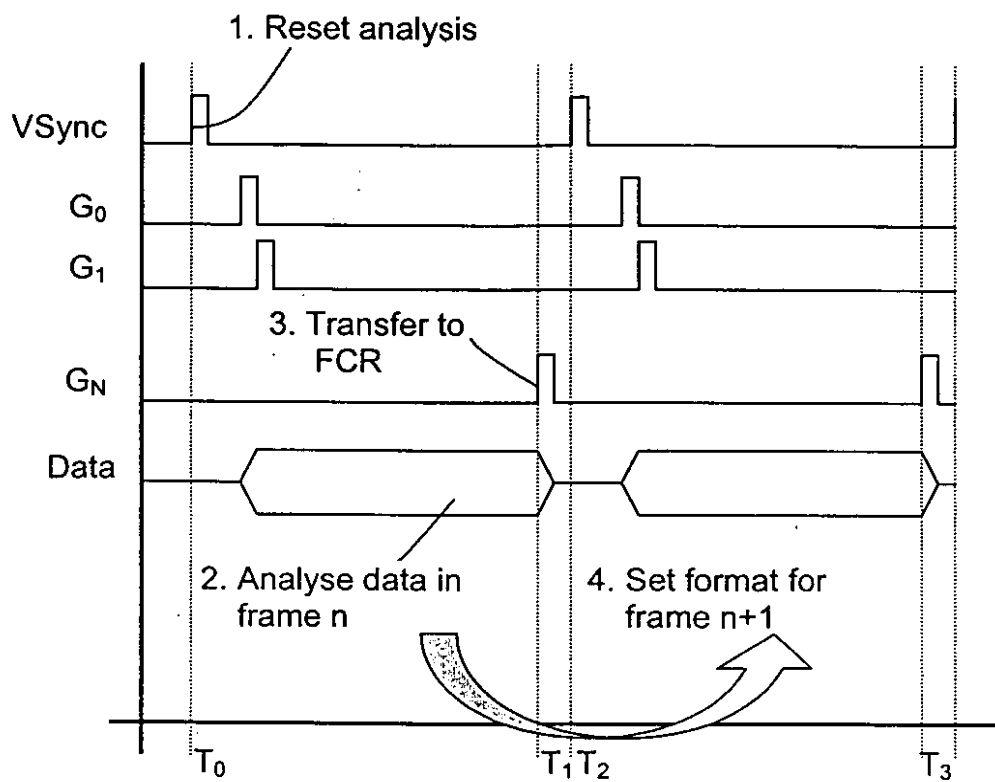 1. Reset analysis
VSync
G₀
G₁
3. Transfer to
FCR
G_N
Data
2. Analyse data in
frame n
4. Set format for
frame n+1
T₀
T₁
T₂
T₃